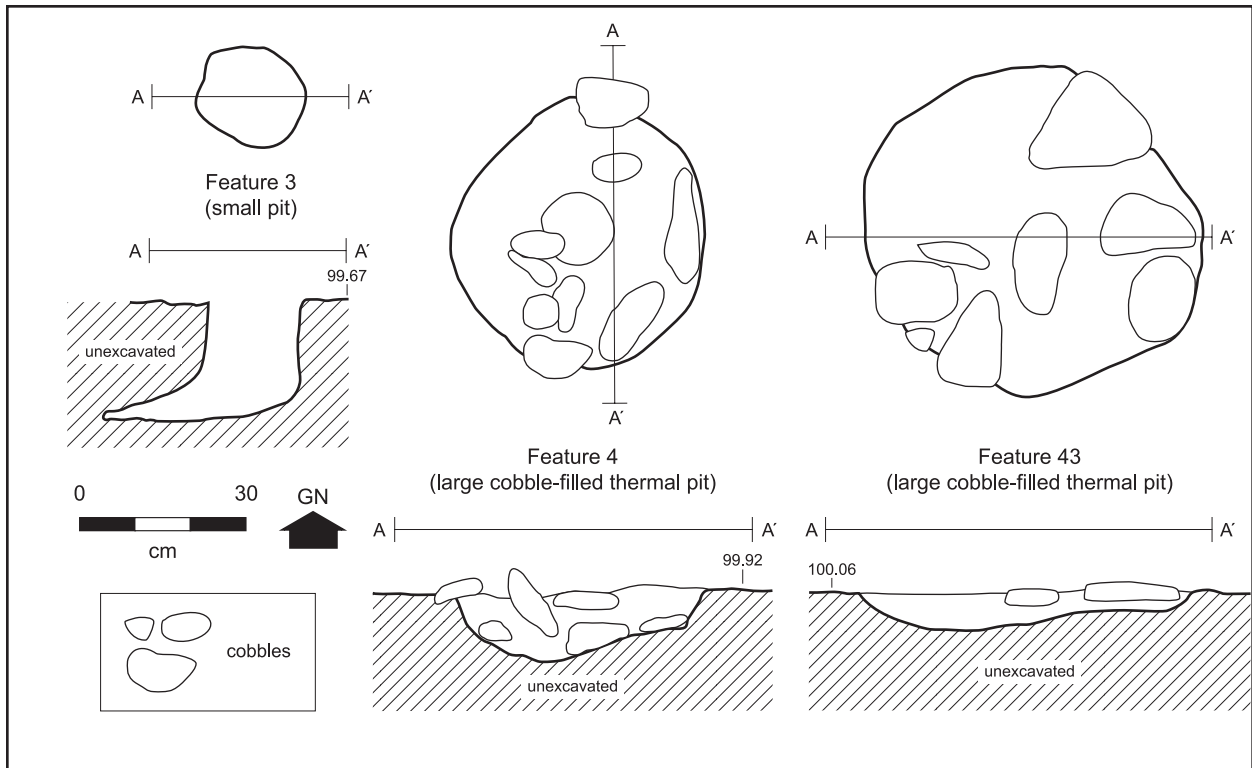 A A′
Feature 3
(small pit)
A A′
99.67
unexcavated
0 30
cm
GN
cobbles
A
A′
Feature 4
(large cobble-filled thermal pit)
A A′
99.92
unexcavated
A A′
Feature 43
(large cobble-filled thermal pit)
A A′
100.06
unexcavated